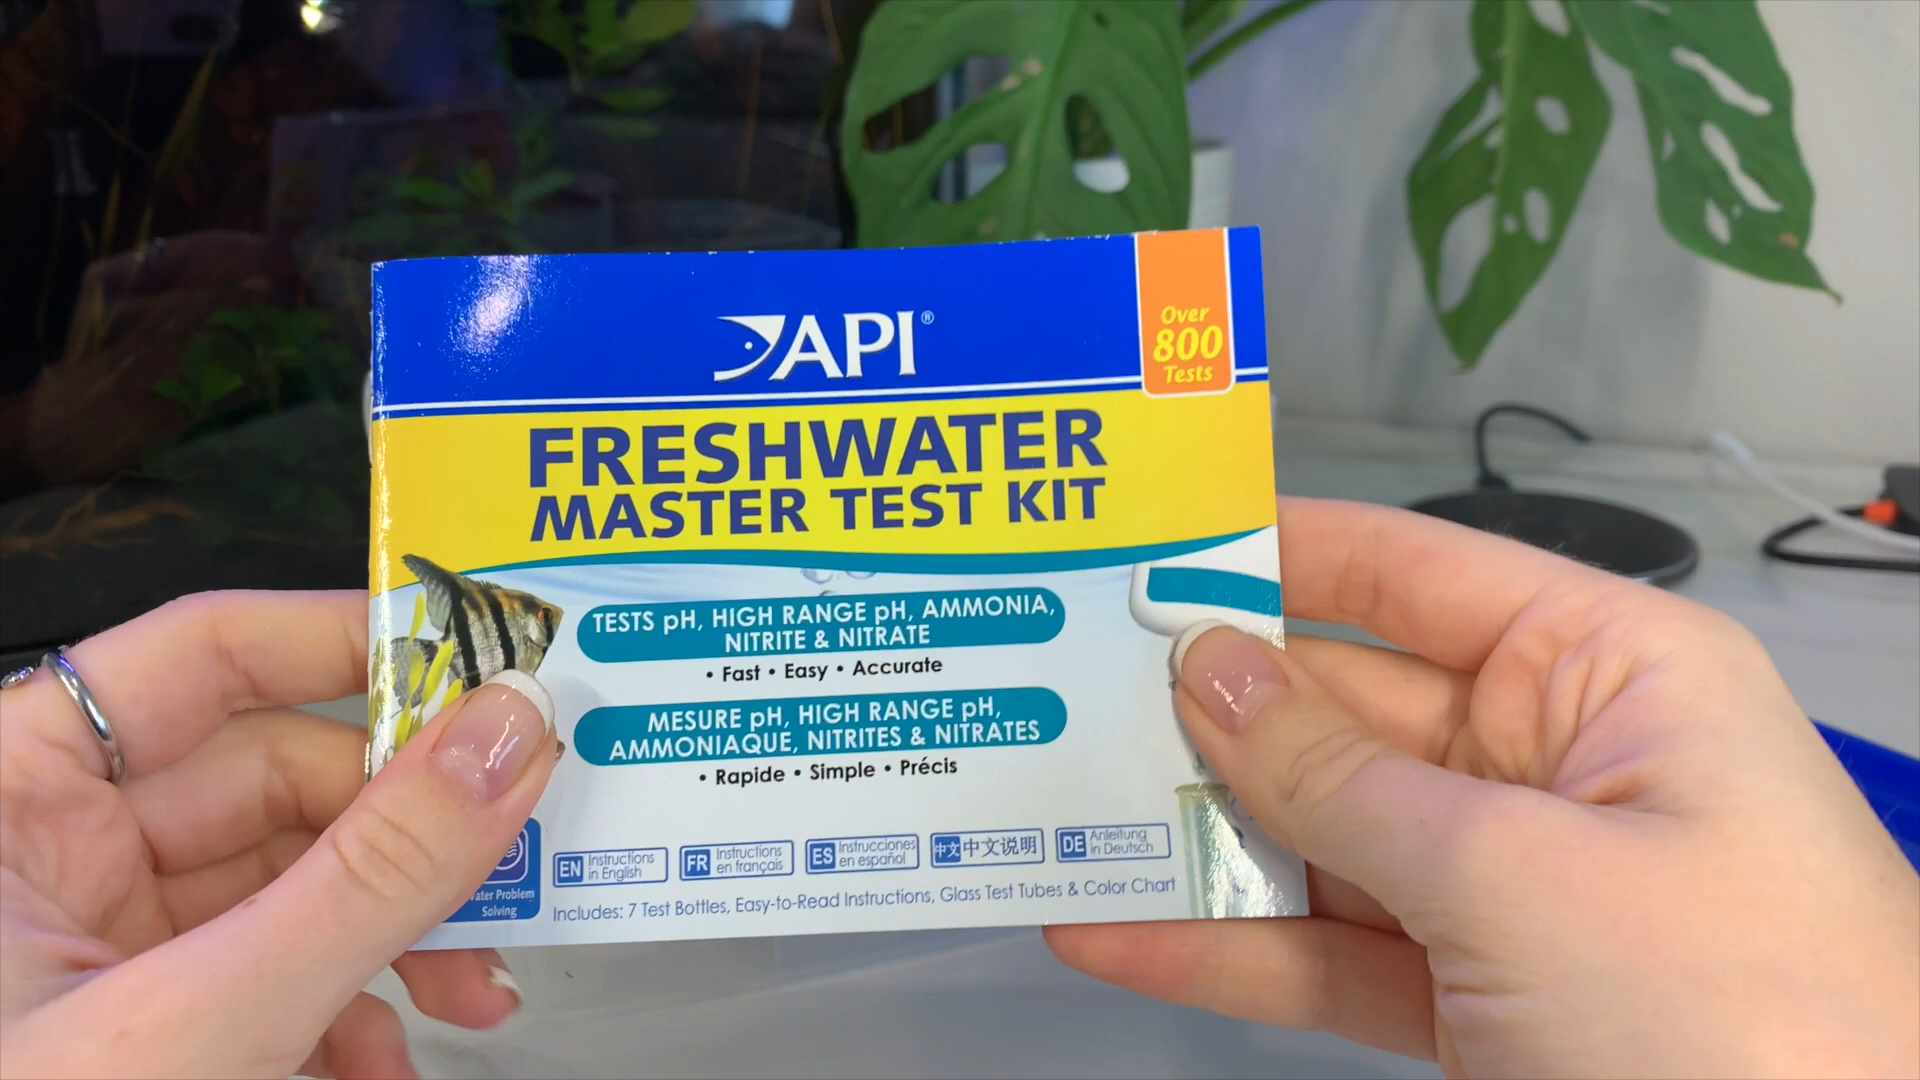 API®
Over
800
Tests
FRESHWATER
MASTER TEST KIT
TESTS pH, HIGH RANGE pH, AMMONIA,
NITRITE & NITRATE
• Fast • Easy • Accurate
MESURE pH, HIGH RANGE pH,
AMMONIAQUE, NITRITES & NITRATES
• Rapide • Simple • Précis
EN Instructions
in English
FR Instructions
en français
ES Instrucciones
en español
中文 中文说明
DE Anleitung
in Deutsch
Problem
Solving
Includes: 7 Test Bottles, Easy-to-Read Instructions, Glass Test Tubes & Color Chart